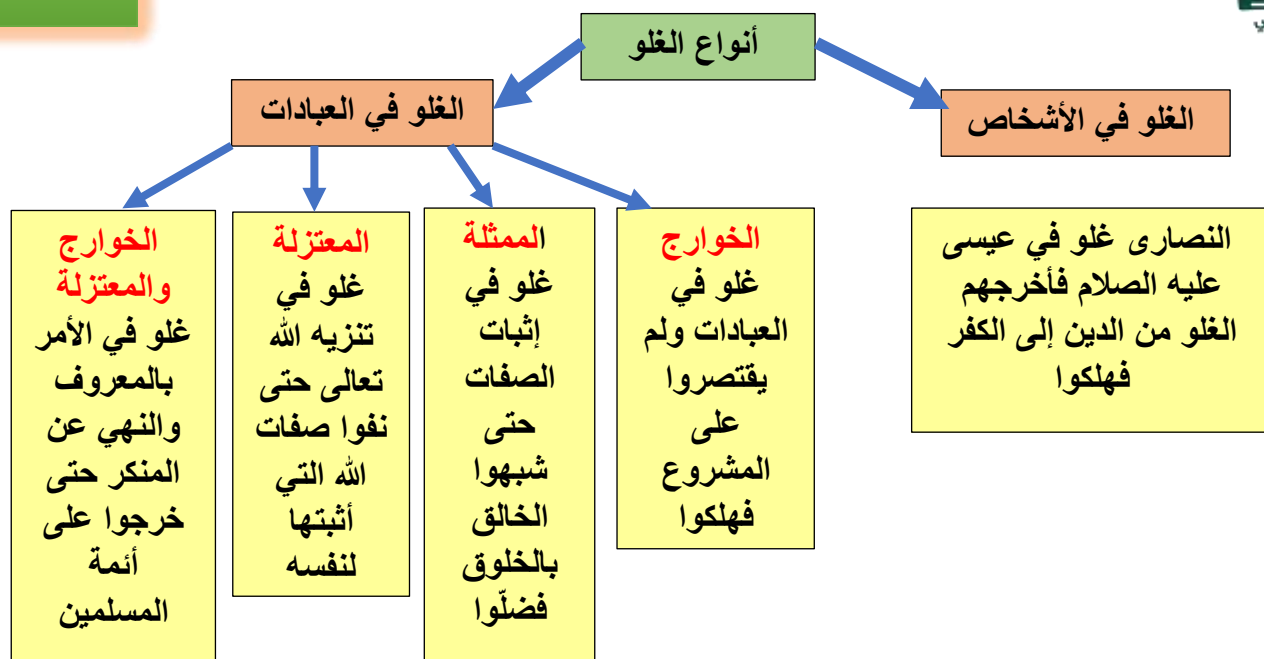 أنواع الغلو
الغلو في الأشخاص
النصارى غلو في عيسى
عليه الصلام فأخرجهم
الغلو من الدين إلى الكفر
فهلكوا
الغلو في العبادات
الخوارج
غلو في
العبادات ولم
يقتصروا
على
المشروع
فهلكوا
الممثلة
غلو في
إثبات
الصفات
حتى
شبهوا
الخالق
بالخلوق
فضلّوا
المعتزلة
غلو في
تنزيه الله
تعالى حتى
نفوا صفات
الله التي
أثبتها
لنفسه
الخوارج
والمعتزلة
غلو في الأمر
بالمعروف
والنهي عن
المنكر حتى
خرجوا على
أئمة
المسلمين